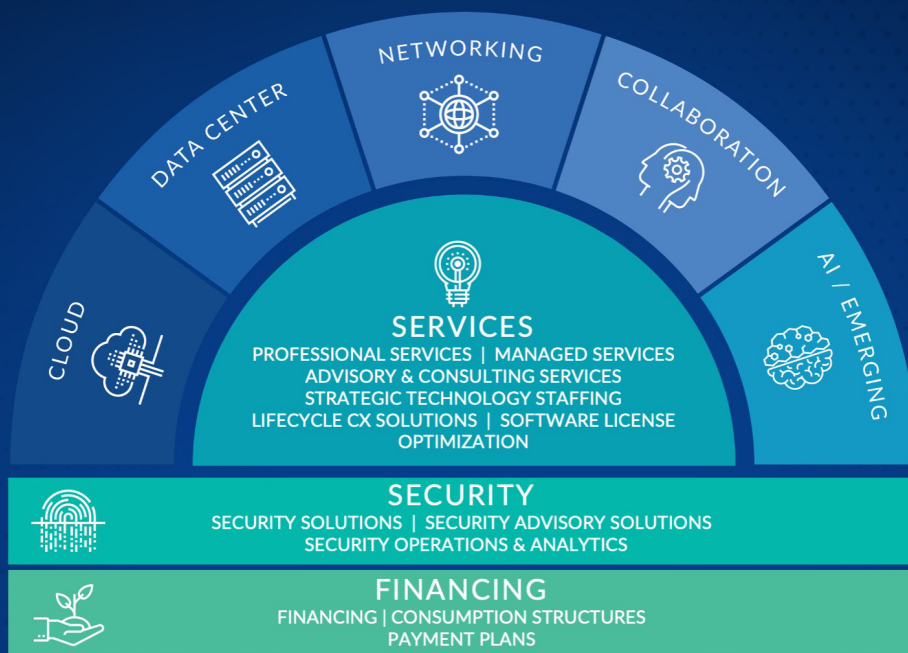 CLOUD
DATA CENTER
NETWORKING
COLLABORATION
AI / EMERGING
SERVICES
PROFESSIONAL SERVICES | MANAGED SERVICES
ADVISORY & CONSULTING SERVICES
STRATEGIC TECHNOLOGY STAFFING
LIFECYCLE CX SOLUTIONS | SOFTWARE LICENSE
OPTIMIZATION
SECURITY
SECURITY SOLUTIONS | SECURITY ADVISORY SOLUTIONS
SECURITY OPERATIONS & ANALYTICS
FINANCING
FINANCING | CONSUMPTION STRUCTURES
PAYMENT PLANS